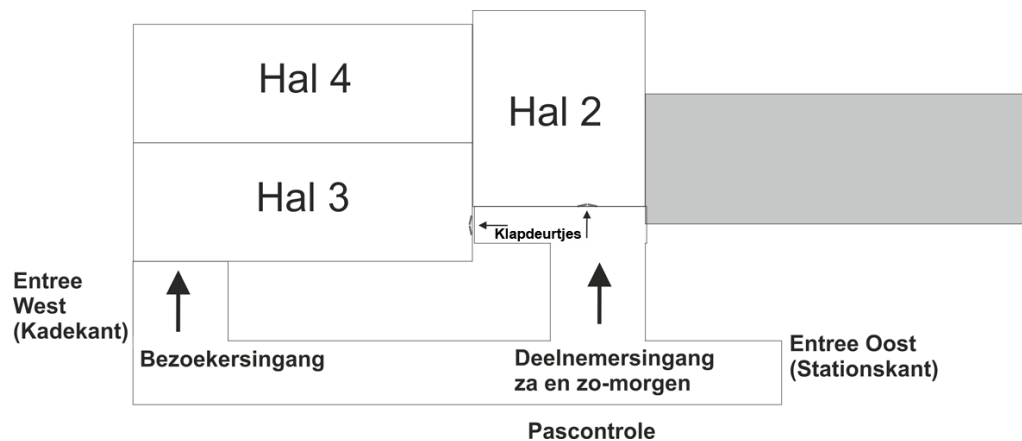 Hal 4
Hal 2
Hal 3
Klapdeurtjes
Entree
West
(Kadekant)
Bezoekersingang
Deelnemersingang
za en zo-morgen
Entree Oost
(Stationskant)
Pascontrole